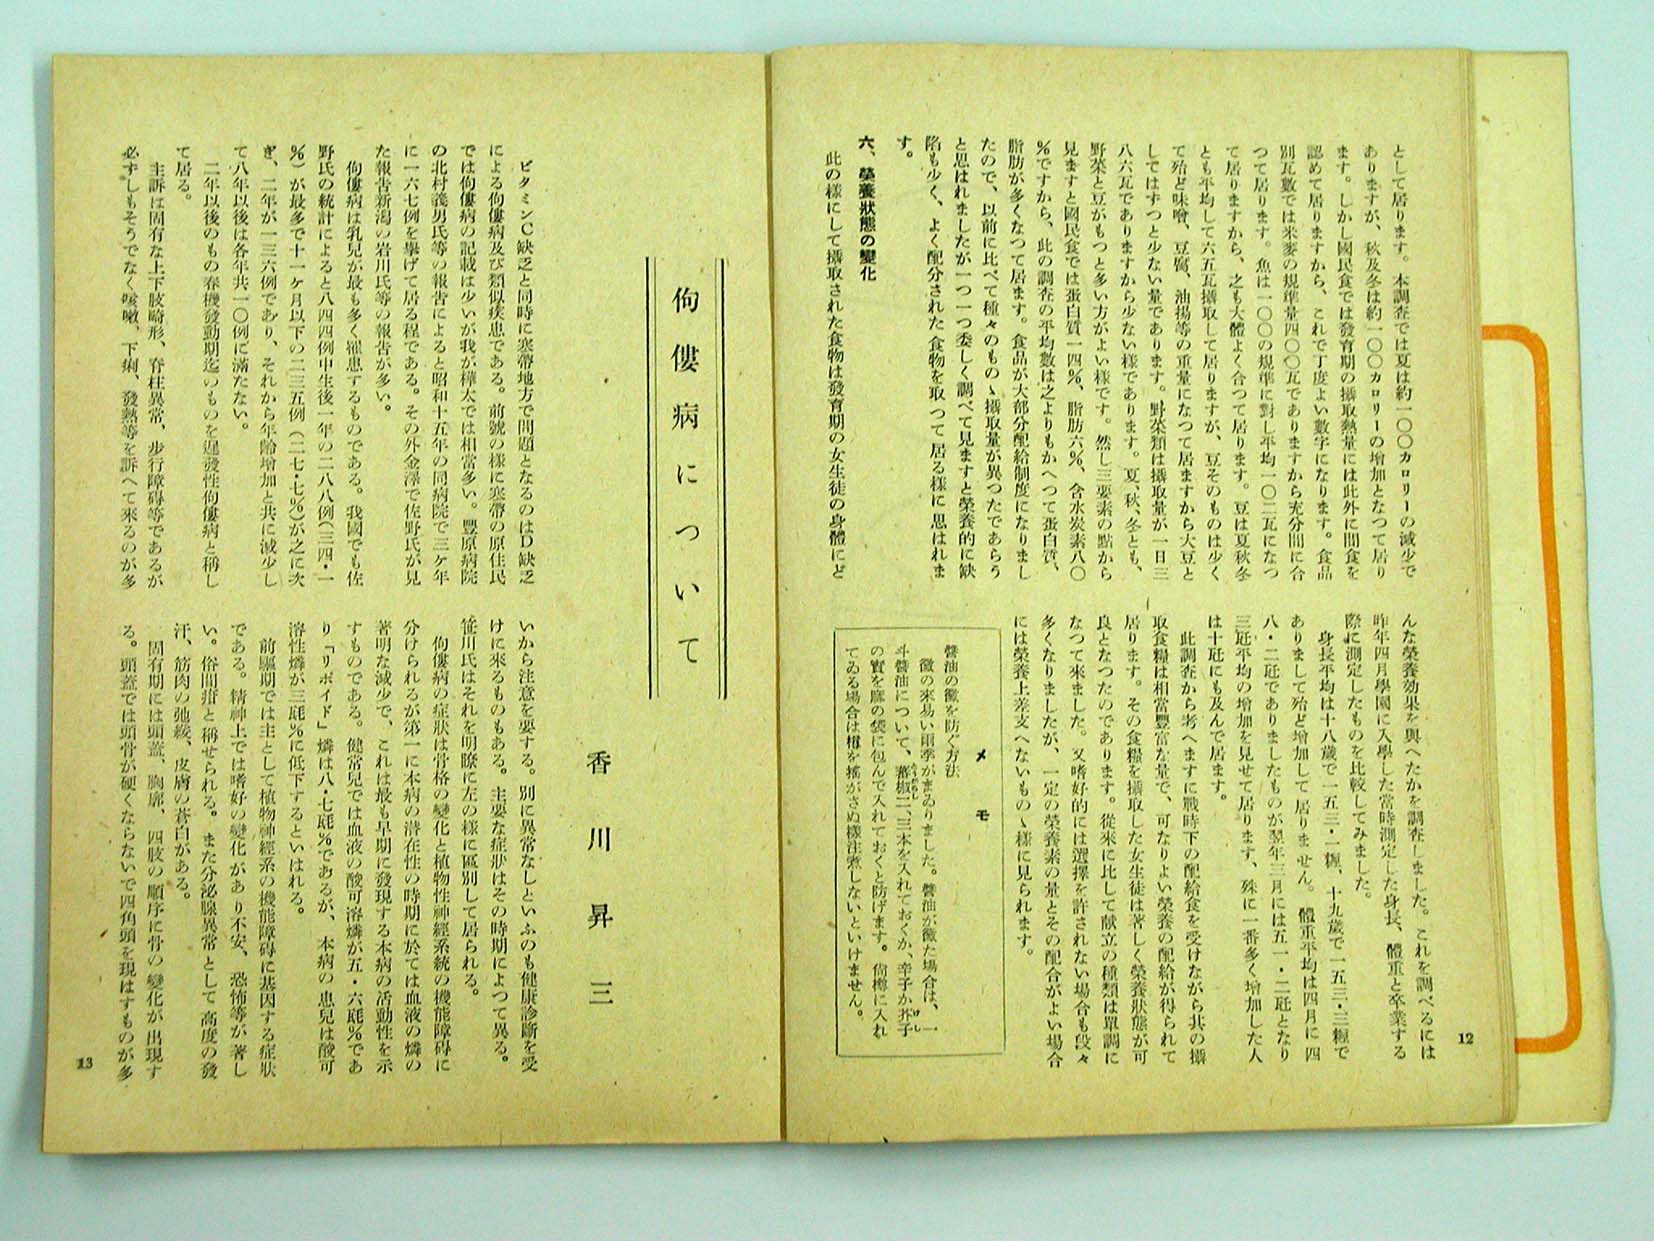 として居ります。本調査では夏は約一〇〇カロリーの減少で
ありますが、秋及冬は約一〇〇カロリーの増加となつて居り
ます。しかし國民食では發育期の攝取熱量には此外に間食を
認めて居りますから、これで丁度よい數字になります。食品
別瓦數では米麥の規準量四〇〇瓦でありますから充分間に合
つて居ります。魚は一〇〇の規準に對し平均一〇二瓦になつ
て居りますから、之も大體よく合つて居ります。豆は夏秋冬
とも平均して六五瓦攝取して居りますが、豆そのものは少く
て殆ど味噌、豆腐、油揚等の重量になつて居ますから大豆と
してはずつと少ない量であります。野菜類は攝取量が一日三
八六瓦でありますから少ない樣であります。夏、秋、冬とも、
野菜と豆がもつと多い方がよい樣です。然し三要素の點から
見ますと國民食では蛋白質一四％、脂肪六％、含水炭素八〇
％ですから、此の調査の平均數は之よりもかへつて蛋白質、
脂肪が多くなつて居ます。食品が大部分配給制度になりまし
たので、以前に比べて種々のものゝ攝取量が異つたであらう
と思はれましたが一つ一つ委しく調べて見ますと榮養的に缺
陷も少く、よく配分された食物を取つて居る樣に思はれま
す。
六、榮養狀態の變化
此の樣にして攝取された食物は發育期の女生徒の身體にど
んな榮養効果を與へたかを調査しました。これを調べるには
昨年四月學園に入學した當時測定した身長、體重と卒業する
際に測定したものを比較してみました。
身長平均は十八歲で一五三・一糎、十九歲で一五三・三糎で
ありまして殆ど增加して居りません。體重平均は四月に四
八・二瓩でありましたものが翌年三月には五一・二瓩となり
三瓩平均の增加を見せて居ります、殊に一番多く增加した人
は十瓩にも及んで居ます。
此調査から考へますに戰時下の配給食を受けながら共の攝
取食糧は相當豐富な量で、可なりよい榮養の配給が得られて
居ります。その食糧を攝取した女生徒は著しく榮養狀態が可
良となつたのであります。從來に比して献立の種類は單調に
なつて來ました。又嗜好的には選擇を許されない場合も段々
多くなりましたが、一定の榮養素の量とその配合がよい場合
には榮養上差支へないものゝ樣に見られます。
メモ
醬油の黴を防ぐ方法
黴の來易い雨季がまゐりました。醬油が黴た場合は、一
斗醬油について、蕃椒二、三本を入れておくか、辛子か芥子
の實を麻の袋に包んで入れておくと防げます。尙樽に入れ
てある場合は樽を搖がさぬ樣注煮しないといけません。
12
佝僂病について
香川昇三
ビタミンC缺乏と同時に寒帶地方で問題となるのはD缺乏
による佝僂病及び類似疾患である。前號の樣に寒帶の原住民
では佝僂病の記載は少いが我が樺太では相當多い。豐原病院
の北村義男氏等の報告によると昭和十五年の同病院で三ヶ年
に一六七例を擧げて居る程である。その外金澤で佐野氏が見
た報告新潟の岩川氏等の報告が多い。
佝僂病は乳兒が最も多く罹患するものである。我國でも佐
野氏の統計によると八四四例中生後一年の二八八例(三四・一
％)が最多で十一ヶ月以下の二三五例(二七・七％)が之に次
ぎ、二年が一三六例であり、それから年齡增加と共に減少し
て八年以後は各年共一〇例に滿たない。
二年以後のもの春機發動期迄のものを遲發性佝僂病と稱し
て居る。
主訴は固有な上下肢畸形、脊柱異常、步行障碍等であるが
必ずしもそうでなく咳嗽、下痢、發熱等を訴へて來るのが多
いから注意を要する。別に異常なしといふのも健康診斷を受
けに來るものもある。主要な症狀はその時期によつて異る。
笹川氏はそれを明瞭に左の樣に區別して居られる。
佝僂病の症狀は骨格の變化と植物性神經系統の機能障碍に
分けられるが第一に本病の潜在性の時期に於ては血液の燐の
著明な減少で、これは最も早期に發現する本病の活動性を示
すものである。健常兒では血液の酸可溶燐が五・六瓱％であ
り「リポイド」燐は八・七瓱％であるが、本病の患兒は酸可
溶性燐が三瓱％に低下するといはれる。
前驅期では主として植物神經系の機能障碍に基因する症狀
である。精神上では嗜好の變化があり不安、恐怖等が著し
い。俗間疳と稱せられる。また分泌腺異常として高度の發
汗、筋肉の弛緩、皮膚の蒼白がある。
固有期には頭蓋、胸廓、四肢の順序に骨の變化が出現す
る。頭蓋では頭骨が硬くならないで四角頭を現はすものが多
13